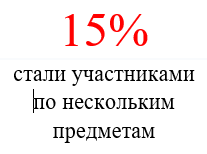 15%
стали участниками
по нескольким
предметам